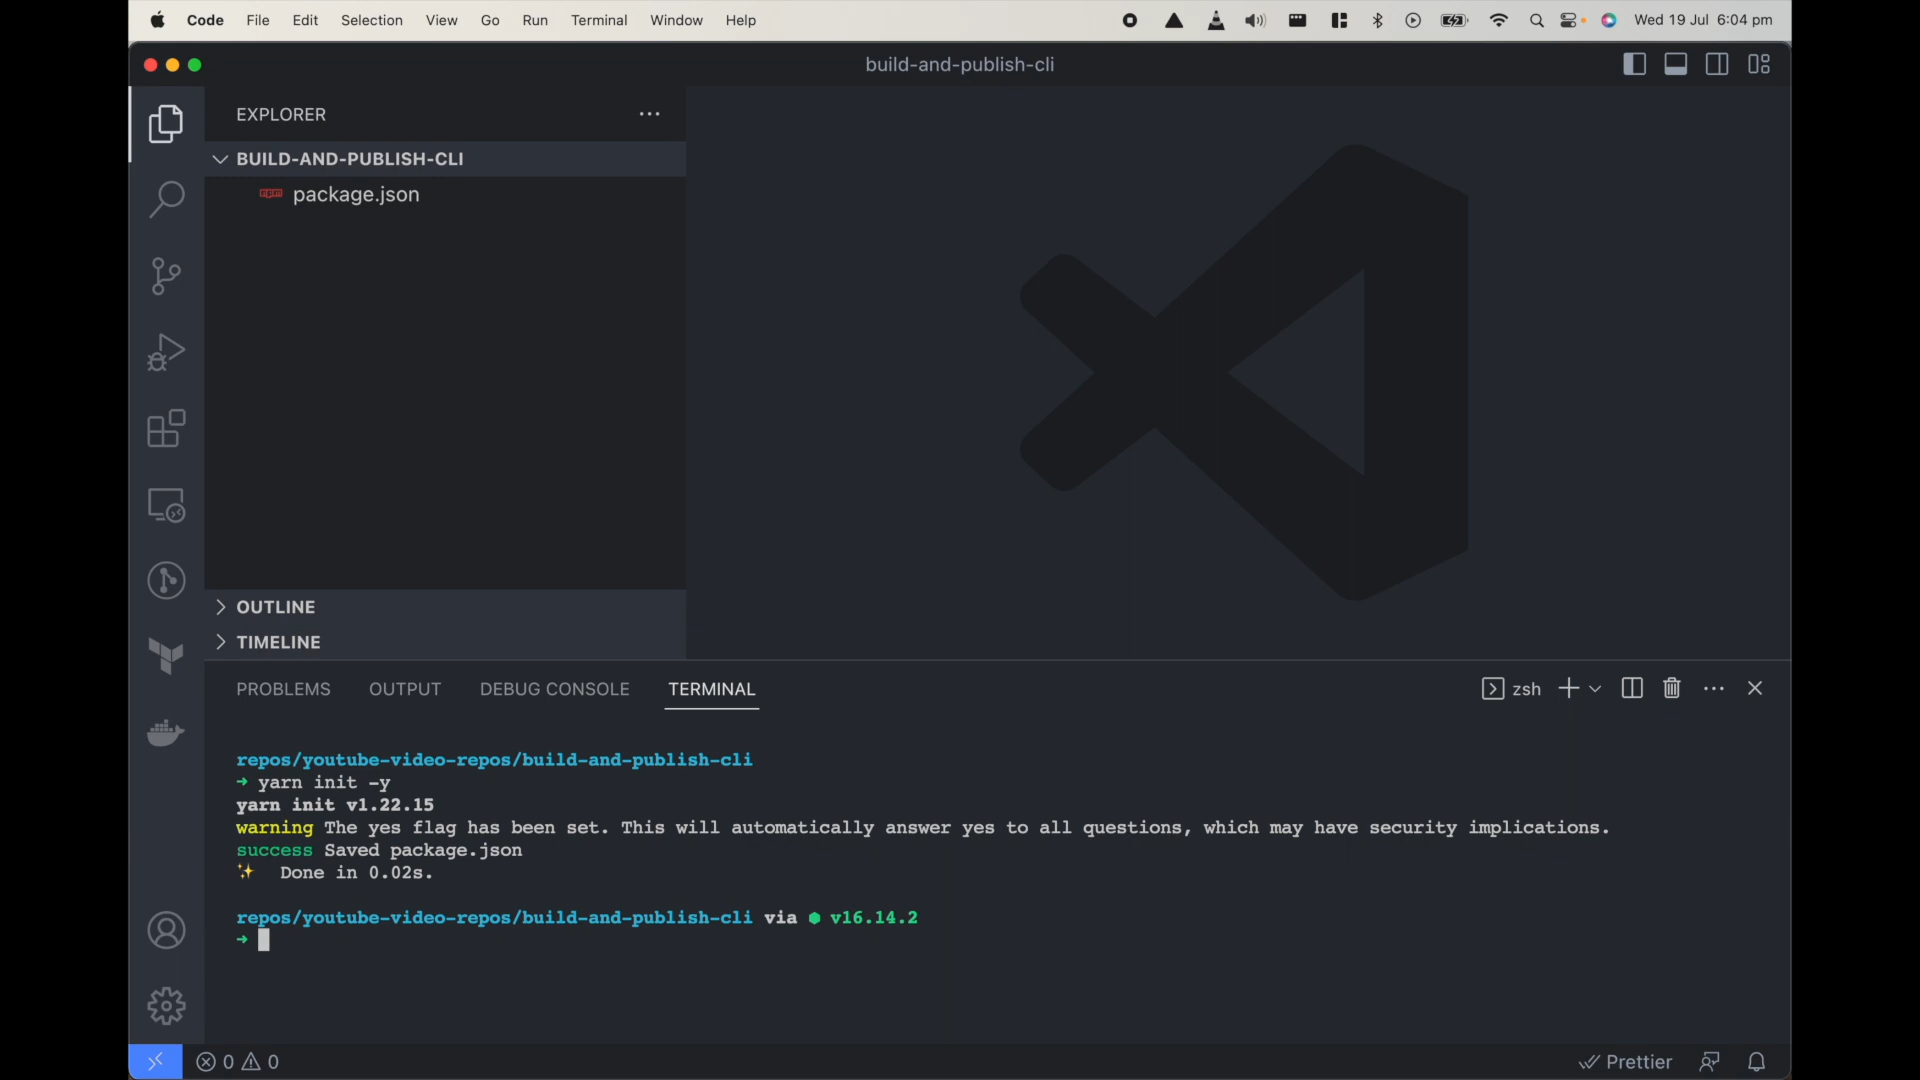 Code File Edit Selection View Go Run Terminal Window Help Wed 19 Jul 6:04 pm
build-and-publish-cli
EXPLORER
BUILD-AND-PUBLISH-CLI
npm package.json
OUTLINE
TIMELINE
PROBLEMS OUTPUT DEBUG CONSOLE TERMINAL zsh
repos/youtube-video-repos/build-and-publish-cli
➜ yarn init -y
yarn init v1.22.15
warning The yes flag has been set. This will automatically answer yes to all questions, which may have security implications.
success Saved package.json
✨ Done in 0.02s.
repos/youtube-video-repos/build-and-publish-cli via ⬢ v16.14.2
➜
0 0 Prettier